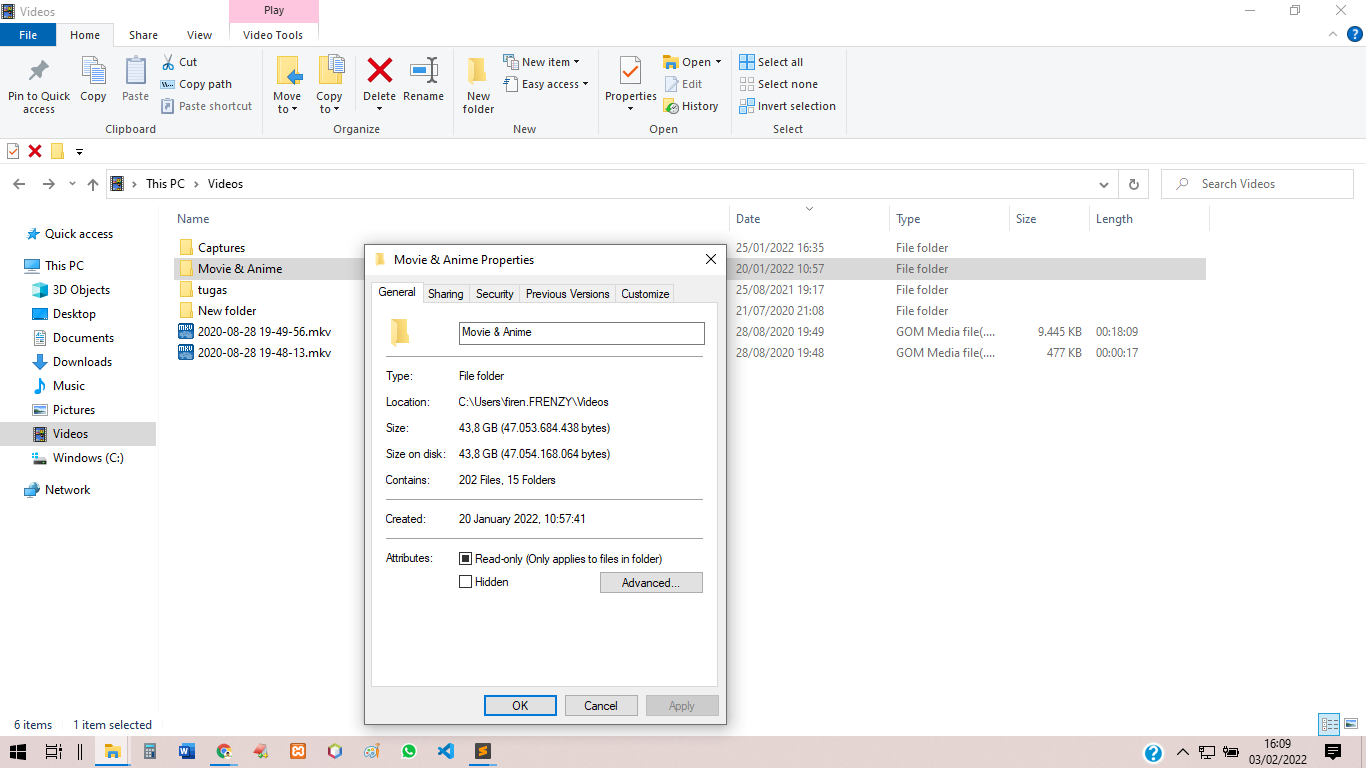 Videos
Play
File Home Share View Video Tools
Pin to Quick access
Copy
Paste
Cut
Copy path
Paste shortcut
Clipboard
Move to
Copy to
Delete
Rename
Organize
New folder
New item
Easy access
New
Properties
Open
Edit
History
Open
Select all
Select none
Invert selection
Select
This PC > Videos
Search Videos
Quick access
This PC
3D Objects
Desktop
Documents
Downloads
Music
Pictures
Videos
Windows (C:)
Network
Name Date Type Size Length
Captures 25/01/2022 16:35 File folder
Movie & Anime 20/01/2022 10:57 File folder
tugas 25/08/2021 19:17 File folder
New folder 21/07/2020 21:08 File folder
2020-08-28 19-49-56.mkv 28/08/2020 19:49 GOM Media file(.... 9.445 KB 00:18:09
2020-08-28 19-48-13.mkv 28/08/2020 19:48 GOM Media file(.... 477 KB 00:00:17
Movie & Anime Properties
General Sharing Security Previous Versions Customize
Movie & Anime
Type: File folder
Location: C:\Users\firen.FRENZY\Videos
Size: 43,8 GB (47.053.684.438 bytes)
Size on disk: 43,8 GB (47.054.168.064 bytes)
Contains: 202 Files, 15 Folders
Created: 20 January 2022, 10:57:41
Attributes: Read-only (Only applies to files in folder)
Hidden
Advanced...
OK Cancel Apply
6 items 1 item selected
16:09
03/02/2022